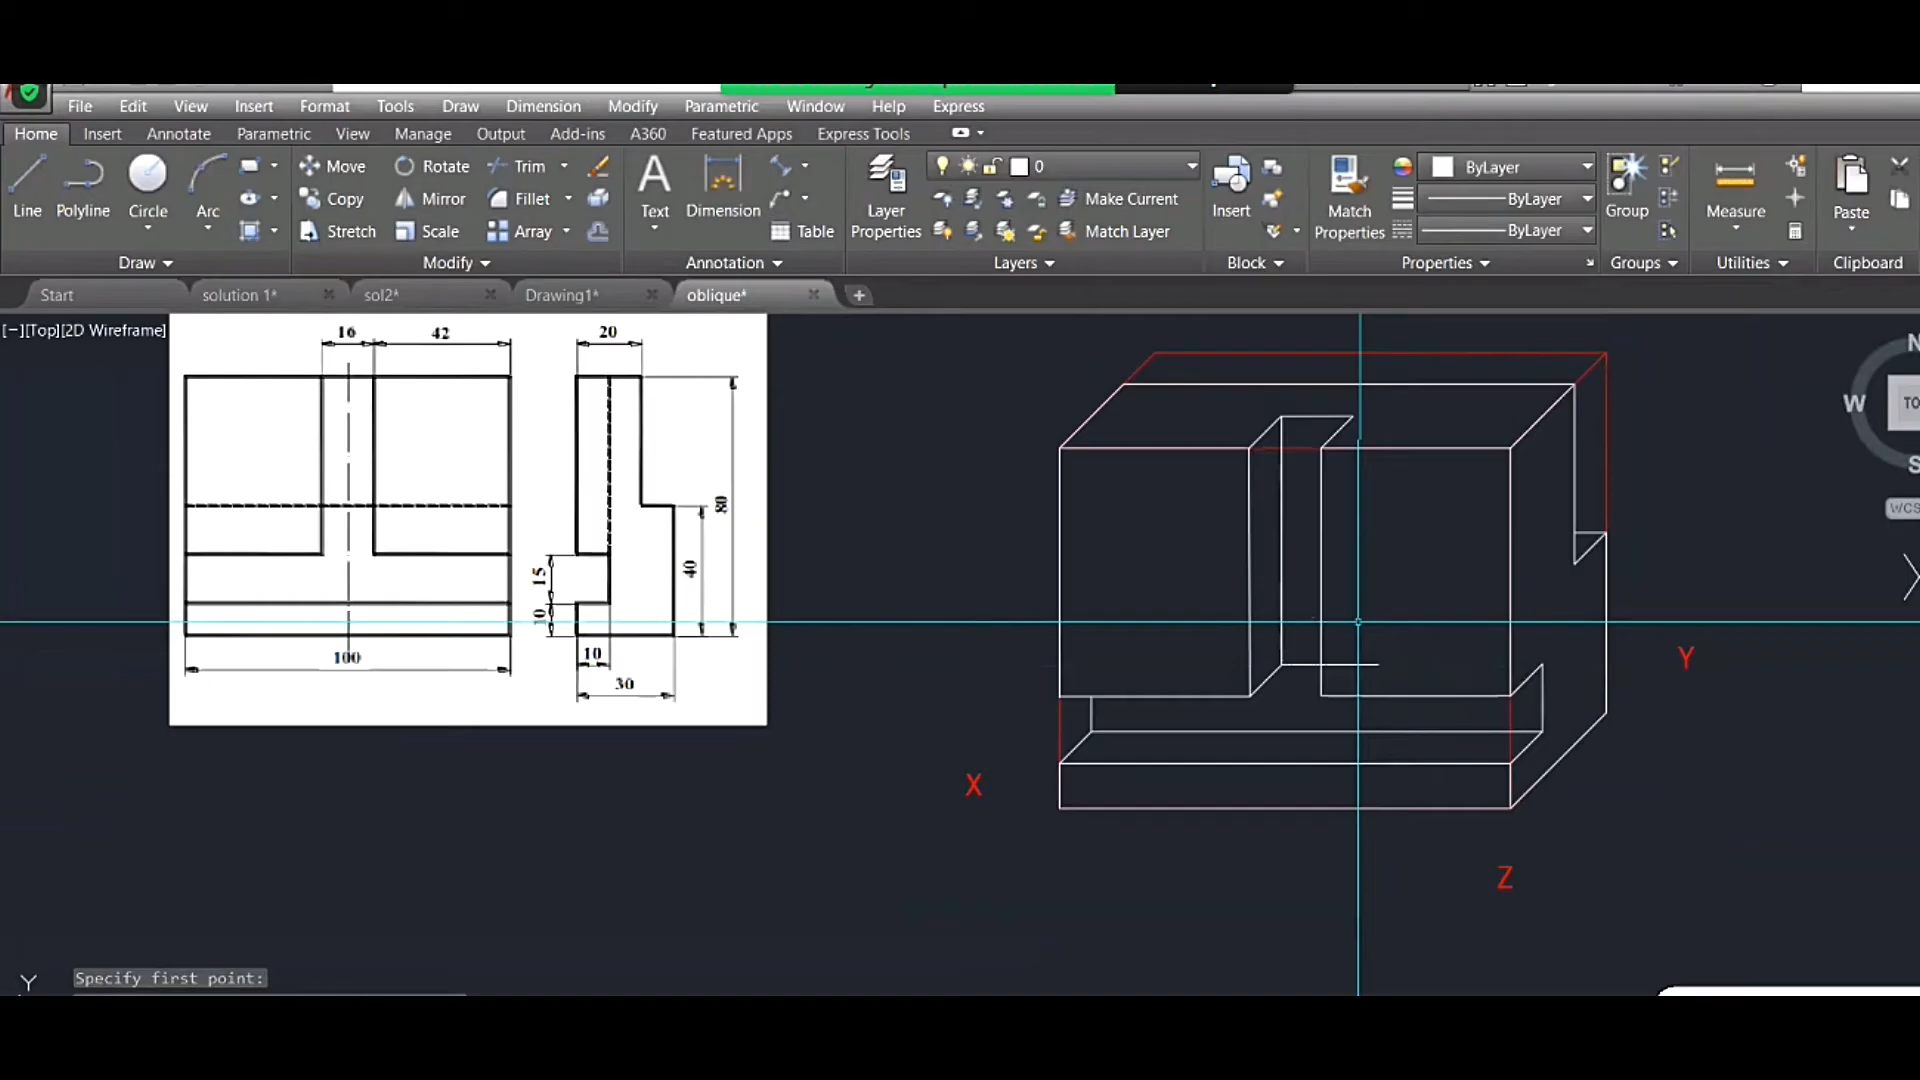 File Edit View Insert Format Tools Draw Dimension Modify Parametric Window Help Express
Home Insert Annotate Parametric View Manage Output Add-ins A360 Featured Apps Express Tools
Move Rotate Trim 0 ByLayer
Copy Mirror Fillet Make Current ByLayer
Line Polyline Circle Arc Text Dimension Layer Properties Insert Match Properties Group Measure Paste
Stretch Scale Array Table Match Layer ByLayer
Draw Modify Annotation Layers Block Properties Groups Utilities Clipboard
Start solution 1* sol2* Drawing1* oblique*
[−][Top][2D Wireframe]
16 42 20
N
W TO
S
80
WCS
15 40
10
10
100
30
Y
X
Z
Y
Specify first point: